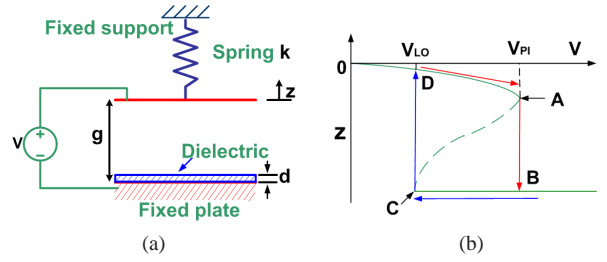 Fixed support
Spring k
z
V
g
Dielectric
d
Fixed plate
(a)
V_LO
V_PI
V
0
D
A
z
B
C
(b)